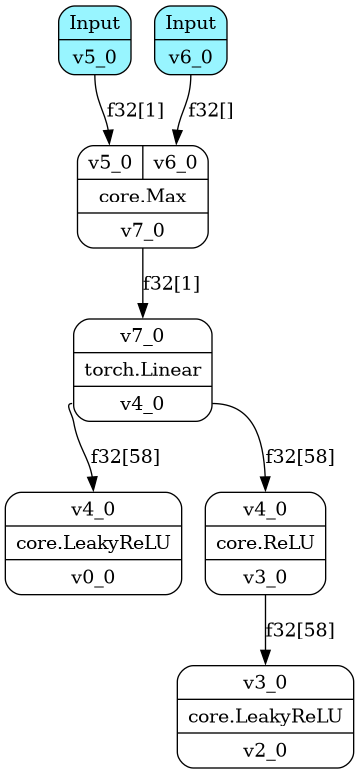 Input Input
v5_0 v6_0
f32[1] f32[]
v5_0 v6_0
core.Max
v7_0
f32[1]
v7_0
torch.Linear
v4_0
f32[58] f32[58]
v4_0 v4_0
core.LeakyReLU core.ReLU
v0_0 v3_0
f32[58]
v3_0
core.LeakyReLU
v2_0